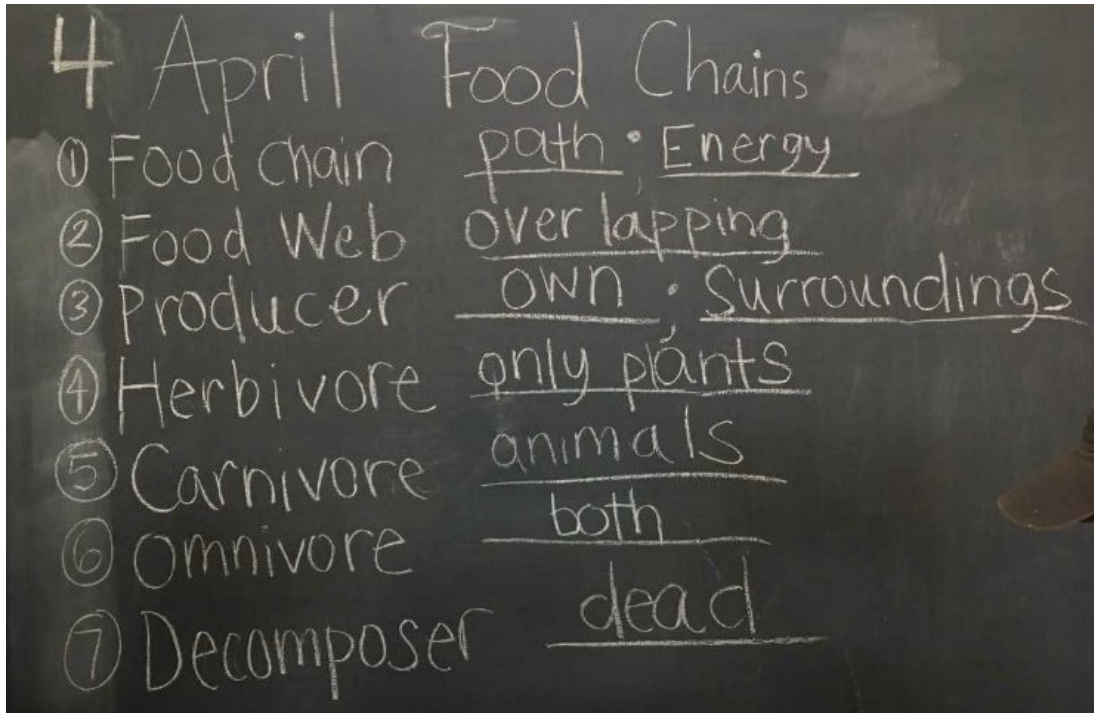 4 April Food Chains
① Food chain path ; Energy
② Food Web overlapping
③ Producer own ; Surroundings
④ Herbivore only plants
⑤ Carnivore animals
⑥ Omnivore both
⑦ Decomposer dead